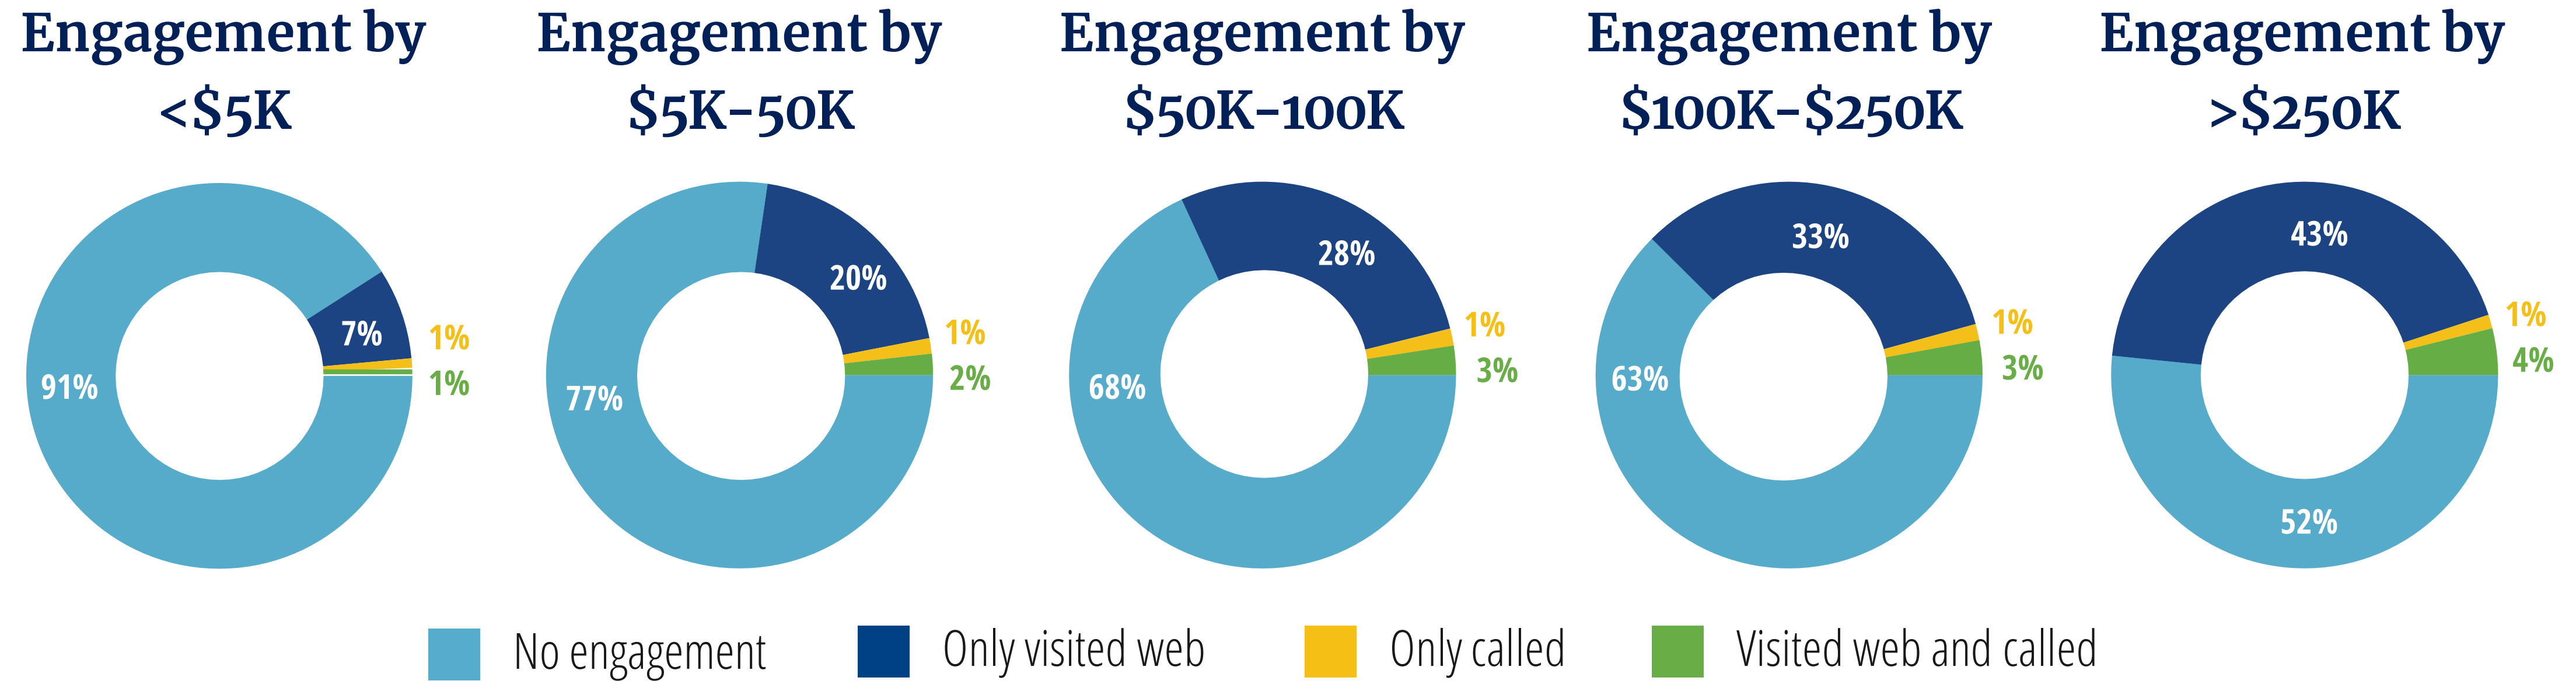 Engagement by
<$5K
91%
7%
1%
1%
Engagement by
$5K–50K
77%
20%
1%
2%
Engagement by
$50K–100K
68%
28%
1%
3%
Engagement by
$100K–$250K
63%
33%
1%
3%
Engagement by
>$250K
43%
1%
4%
52%
No engagement
Only visited web
Only called
Visited web and called